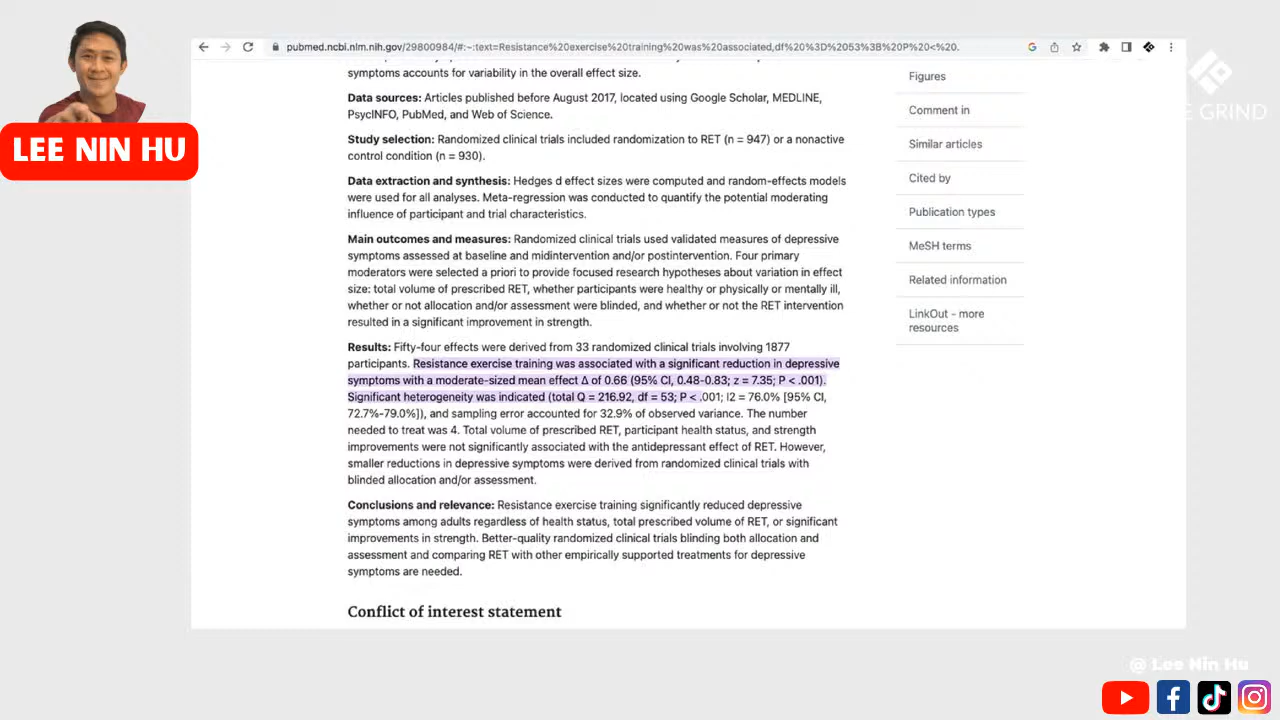 LEE NIN HU
pubmed.ncbi.nlm.nih.gov/29800984/#:~:text=Resistance%20exercise%20training%20was%20associated,df%20%3D%2053%3B%20P%20<%20.
symptoms accounts for variability in the overall effect size.
Data sources: Articles published before August 2017, located using Google Scholar, MEDLINE,
PsycINFO, PubMed, and Web of Science.
Study selection: Randomized clinical trials included randomization to RET (n = 947) or a nonactive
control condition (n = 930).
Data extraction and synthesis: Hedges d effect sizes were computed and random-effects models
were used for all analyses. Meta-regression was conducted to quantify the potential moderating
influence of participant and trial characteristics.
Main outcomes and measures: Randomized clinical trials used validated measures of depressive
symptoms assessed at baseline and midintervention and/or postintervention. Four primary
moderators were selected a priori to provide focused research hypotheses about variation in effect
size: total volume of prescribed RET, whether participants were healthy or physically or mentally ill,
whether or not allocation and/or assessment were blinded, and whether or not the RET intervention
resulted in a significant improvement in strength.
Results: Fifty-four effects were derived from 33 randomized clinical trials involving 1877
participants. Resistance exercise training was associated with a significant reduction in depressive
symptoms with a moderate-sized mean effect Δ of 0.66 (95% CI, 0.48-0.83; z = 7.35; P < .001).
Significant heterogeneity was indicated (total Q = 216.92, df = 53; P < .001; I2 = 76.0% [95% CI,
72.7%-79.0%]), and sampling error accounted for 32.9% of observed variance. The number
needed to treat was 4. Total volume of prescribed RET, participant health status, and strength
improvements were not significantly associated with the antidepressant effect of RET. However,
smaller reductions in depressive symptoms were derived from randomized clinical trials with
blinded allocation and/or assessment.
Conclusions and relevance: Resistance exercise training significantly reduced depressive
symptoms among adults regardless of health status, total prescribed volume of RET, or significant
improvements in strength. Better-quality randomized clinical trials blinding both allocation and
assessment and comparing RET with other empirically supported treatments for depressive
symptoms are needed.
Conflict of interest statement
Figures
Comment in
Similar articles
Cited by
Publication types
MeSH terms
Related information
LinkOut - more
resources
E GRIND
@ Lee Nin Hu